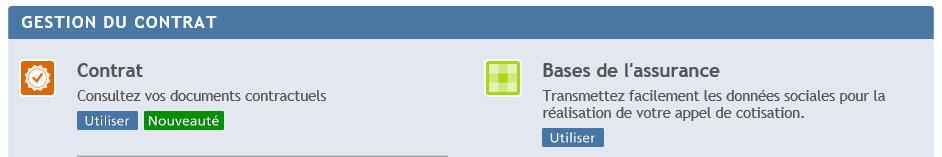 GESTION DU CONTRAT
Contrat
Consultez vos documents contractuels
Utiliser Nouveauté
Bases de l'assurance
Transmettez facilement les données sociales pour la
réalisation de votre appel de cotisation.
Utiliser